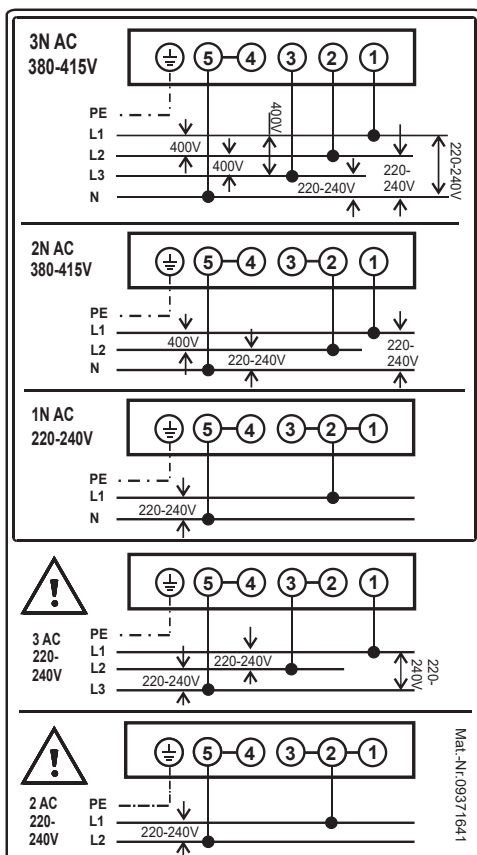 3N AC
380-415V
5 4 3 2 1
PE
L1
L2
L3
N
400V
400V
400V
220-240V
220-
240V
220-240V
2N AC
380-415V
5 4 3 2 1
PE
L1
L2
N
400V
220-240V
220-
240V
1N AC
220-240V
5 4 3 2 1
PE
L1
N
220-240V
!
3 AC
220-
240V
5 4 3 2 1
PE
L1
L2
L3
220-240V
220-240V
220-
240V
!
2 AC
220-
240V
5 4 3 2 1
PE
L1
L2
220-240V
Mat.-Nr.09371641